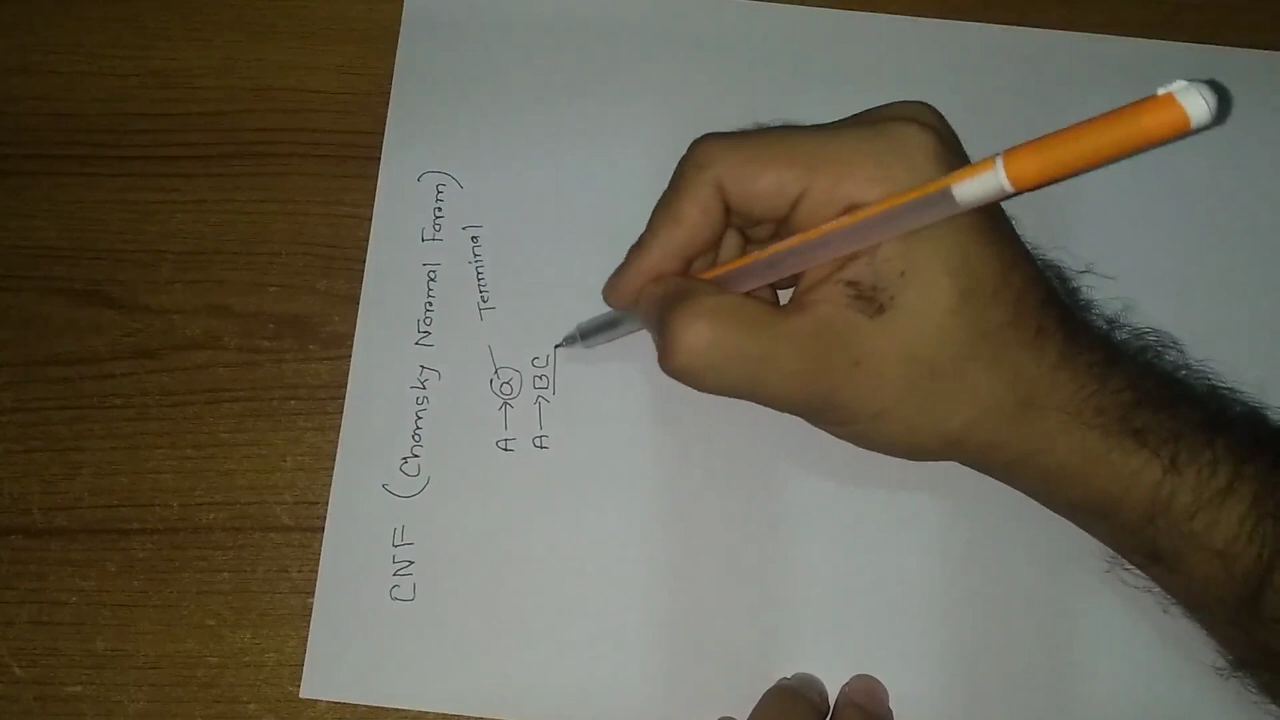 CNF (Chomsky Normal Form)
A → a Terminal
A → BC